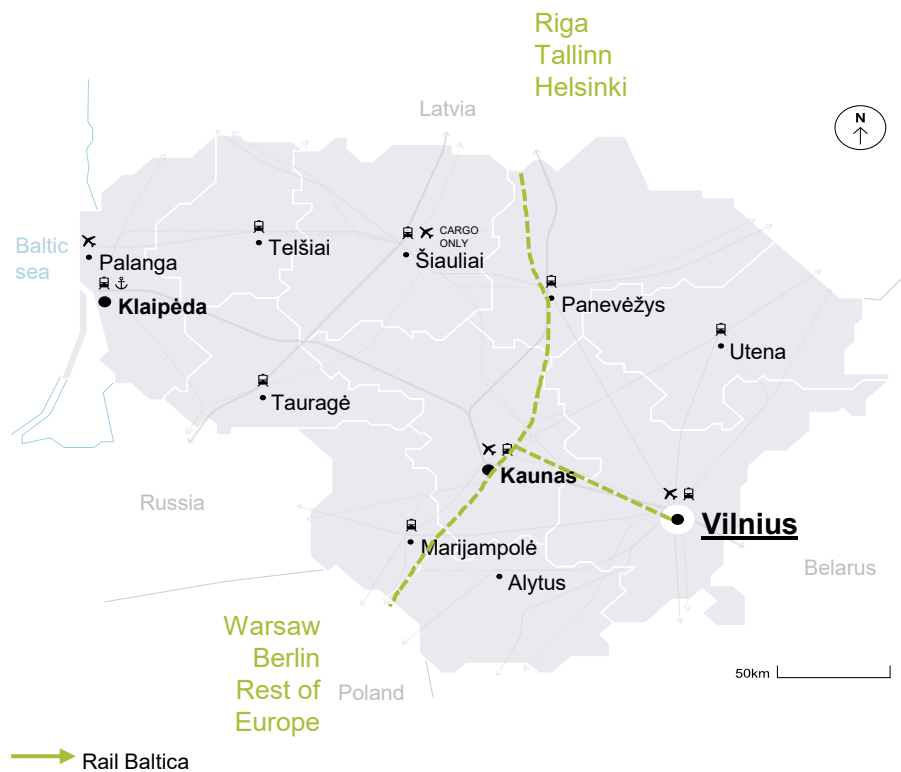 Riga
Tallinn
Helsinki
Latvia
N
Baltic
sea
Palanga
Telšiai
CARGO
ONLY
Šiauliai
Klaipėda
Panevėžys
Utena
Tauragė
Kaunas
Russia
Vilnius
Marijampolė
Belarus
Alytus
Warsaw
Berlin
Rest of
Europe
Poland
50km
Rail Baltica